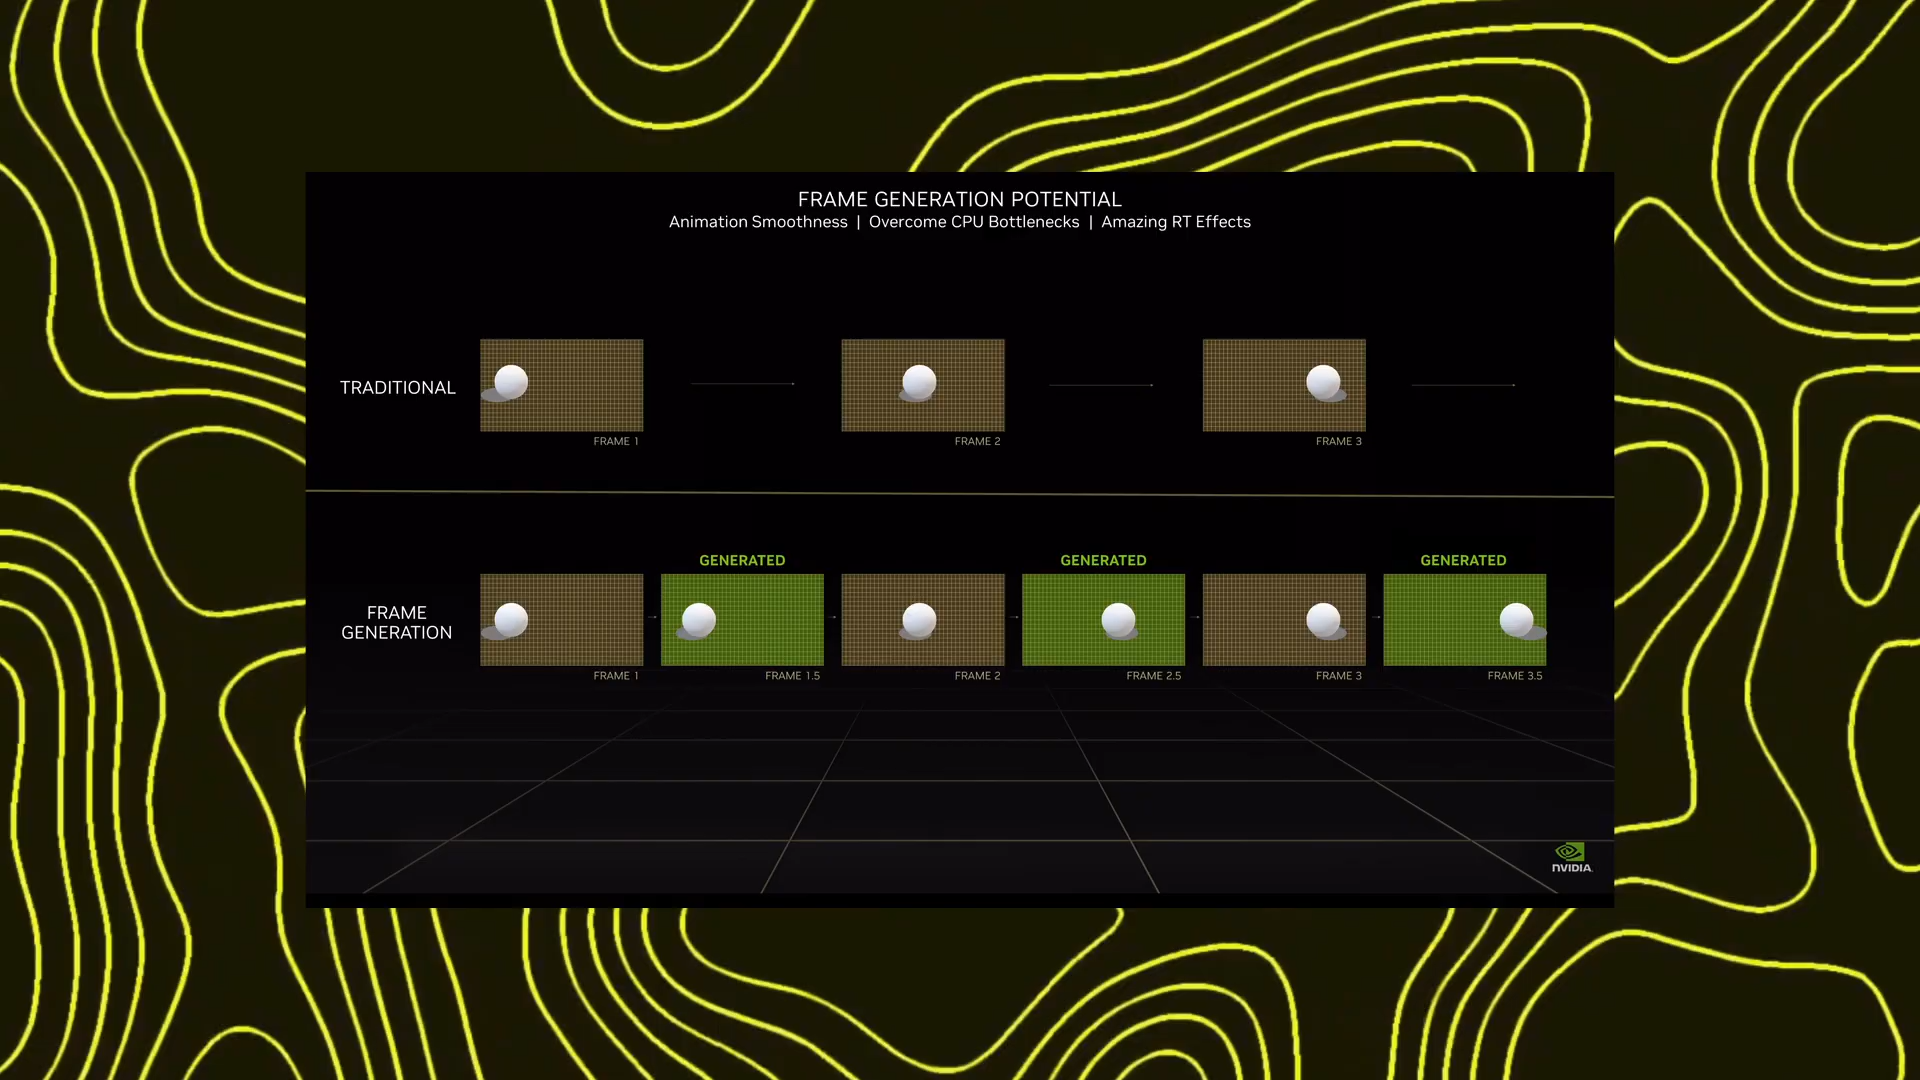 FRAME GENERATION POTENTIAL
Animation Smoothness | Overcome CPU Bottlenecks | Amazing RT Effects
TRADITIONAL
FRAME 1
FRAME 2
FRAME 3
GENERATED
GENERATED
GENERATED
FRAME
GENERATION
FRAME 1
FRAME 1.5
FRAME 2
FRAME 2.5
FRAME 3
FRAME 3.5
NVIDIA.